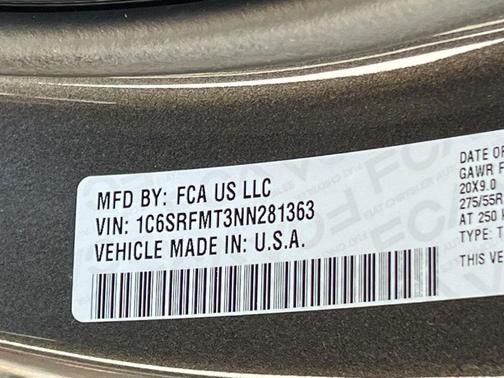 MFD BY: FCA US LLC
VIN: 1C6SRFMT3NN281363
VEHICLE MADE IN: U.S.A.
DATE OF
GAWR F
20X9.0
275/55R
AT 250
TYPE: T
THIS VE